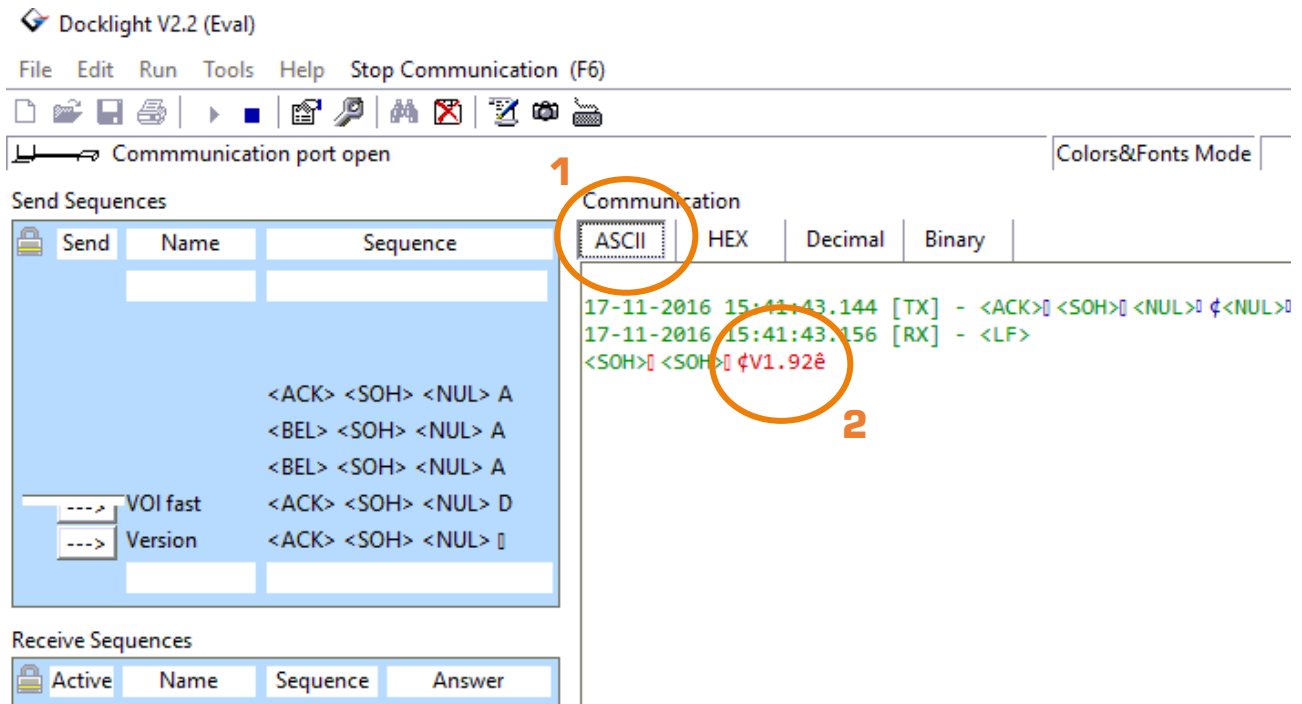 Docklight V2.2 (Eval)
File Edit Run Tools Help Stop Communication (F6)
Commmunication port open
Colors&Fonts Mode
1
Send Sequences
Send Name Sequence
<ACK> <SOH> <NUL> A
<BEL> <SOH> <NUL> A
<BEL> <SOH> <NUL> A
---> VOI fast <ACK> <SOH> <NUL> D
---> Version <ACK> <SOH> <NUL> ▯
Receive Sequences
Active Name Sequence Answer
Communication
ASCII HEX Decimal Binary
17-11-2016 15:41:43.144 [TX] - <ACK>▯<SOH>▯<NUL>▯¢<NUL>▯
17-11-2016 15:41:43.156 [RX] - <LF>
<SOH>▯<SOH>▯¢V1.92ê
2